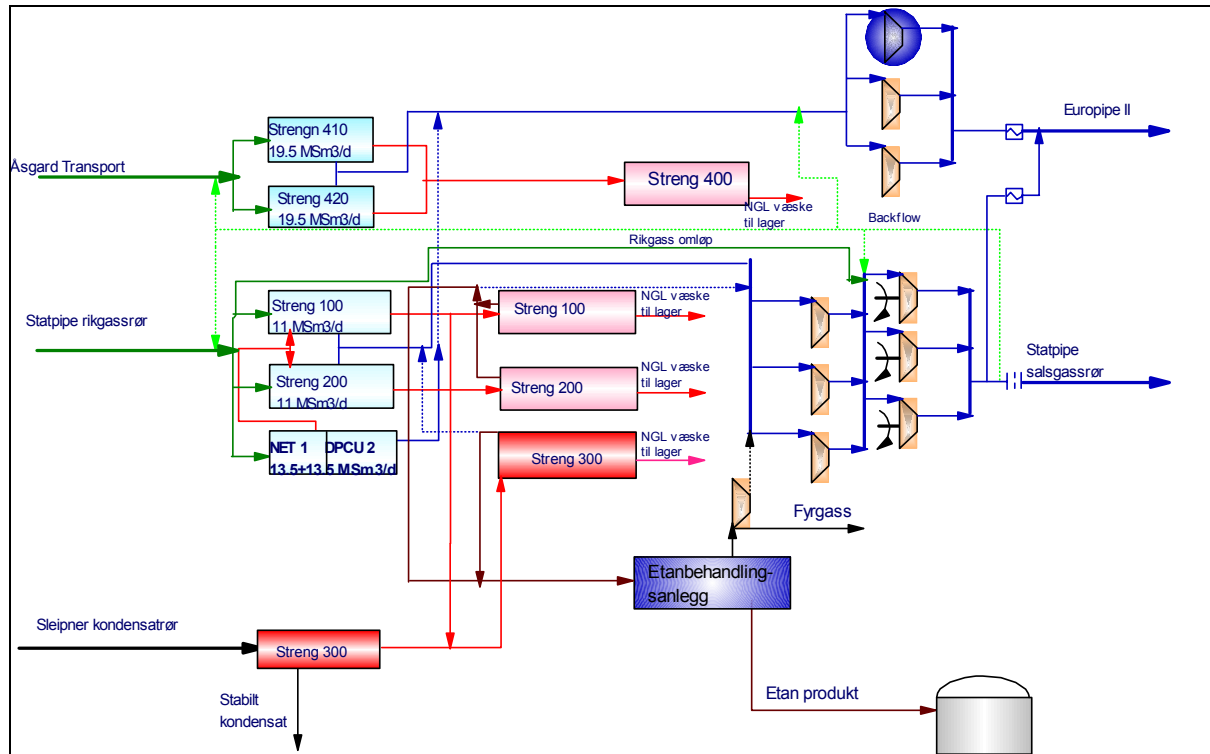 Strengn 410
19.5 MSm3/d
Europipe II
Åsgard Transport
Streng 420
19.5 MSm3/d
Streng 400
NGL væske
til lager
Backflow
Rikgass omløp
Streng 100
11 MSm3/d
Streng 100
NGL væske
til lager
Statpipe rikgassrør
Statpipe
salsgassrør
Streng 200
11 MSm3/d
Streng 200
NGL væske
til lager
NET 1 DPCU 2
13.5+13.5 MSm3/d
Streng 300
NGL væske
til lager
Fyrgass
Etanbehandling-
sanlegg
Sleipner kondensatrør
Streng 300
Stabilt
kondensat
Etan produkt